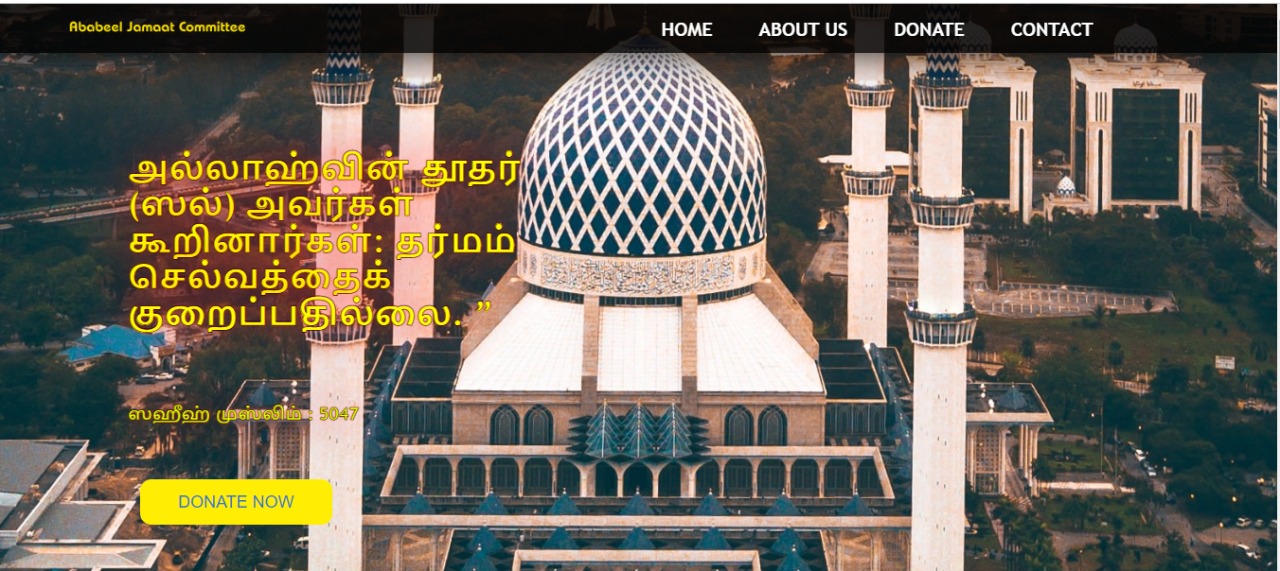 Ababeel Jamaat Committee
HOME ABOUT US DONATE CONTACT
அல்லாஹ்வின் தூதர்
(ஸல்) அவர்கள்
கூறினார்கள்: தர்மம்
செல்வத்தைக்
குறைப்பதில்லை. ”
ஸஹீஹ் முஸ்லிம் : 5047
DONATE NOW